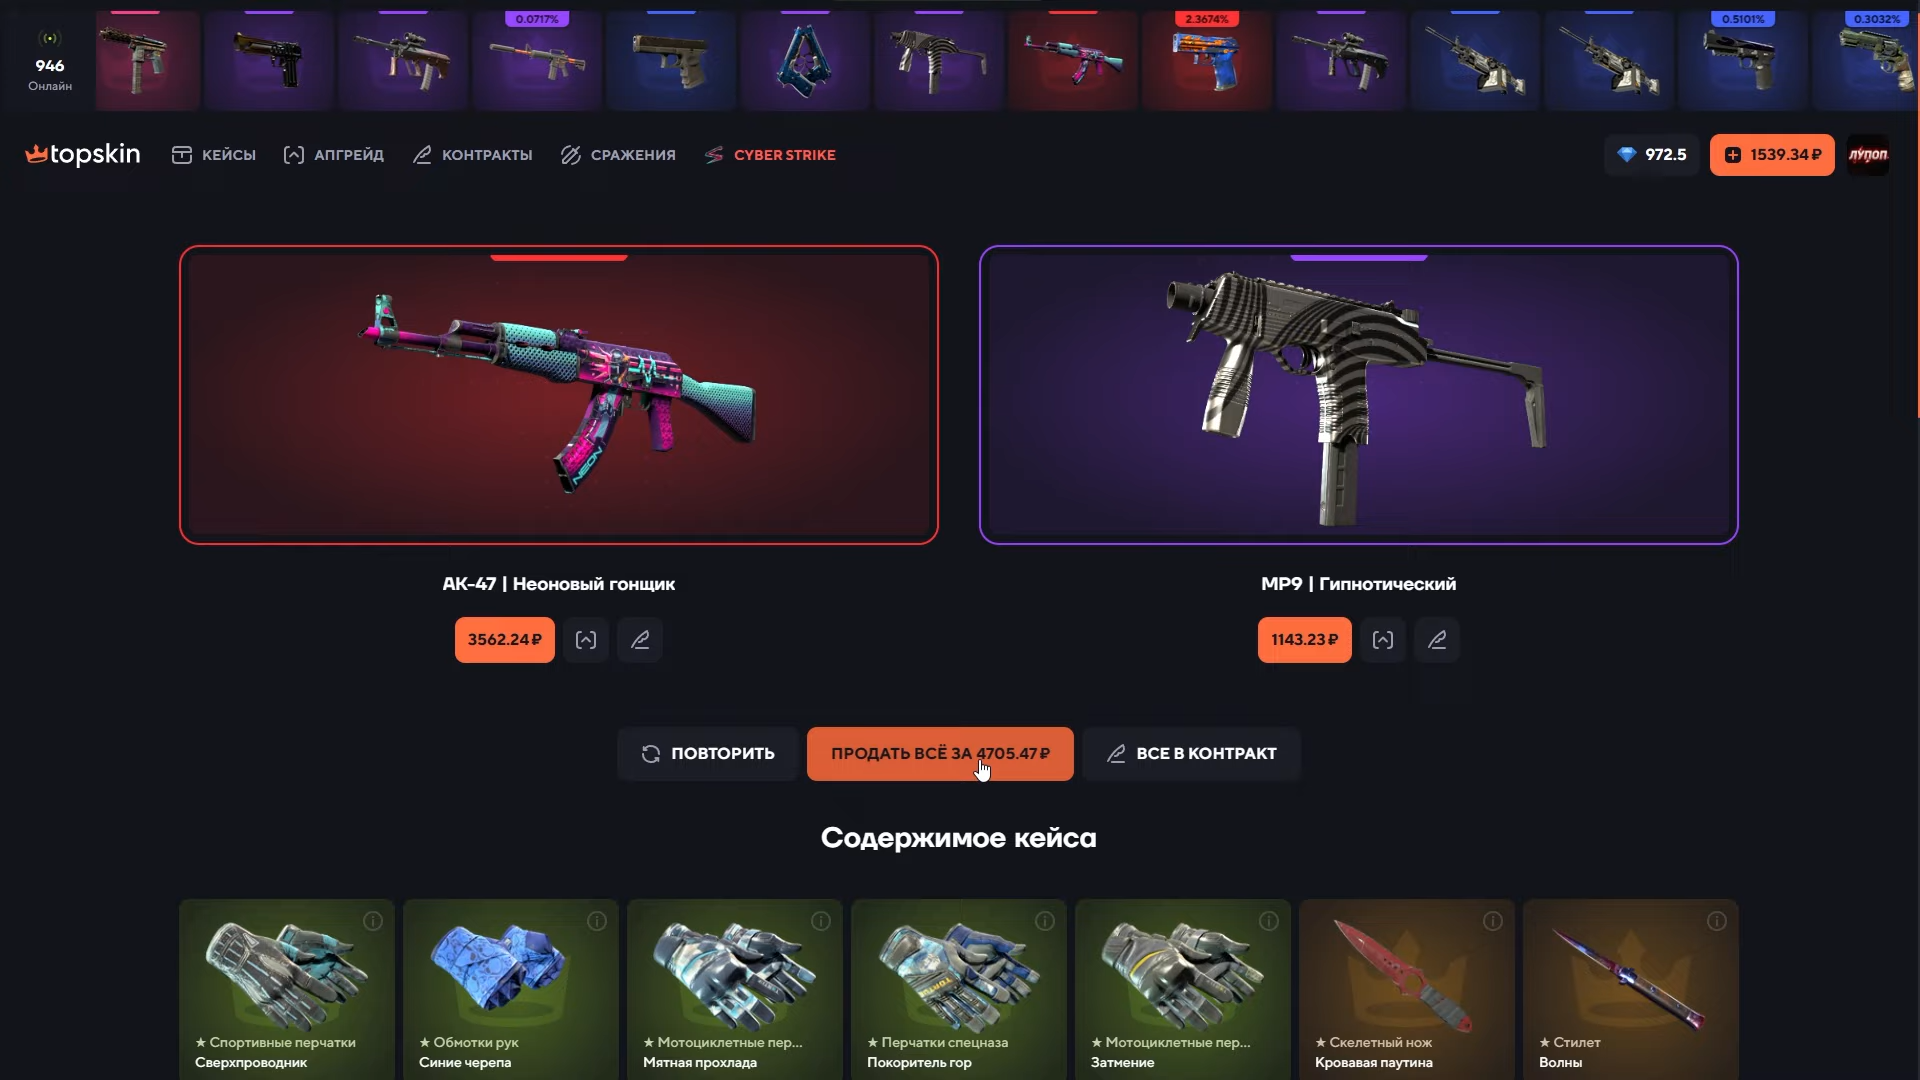 0.0717%
2.3674%
0.5101%
0.3032%
946
Онлайн
topskin
КЕЙСЫ
АПГРЕЙД
КОНТРАКТЫ
СРАЖЕНИЯ
CYBER STRIKE
972.5
1539.34 ₽
ЛУПОП
NEON
AK-47 | Неоновый гонщик
MP9 | Гипнотический
3562.24 ₽
1143.23 ₽
ПОВТОРИТЬ
ПРОДАТЬ ВСЁ ЗА 4705.47 ₽
ВСЕ В КОНТРАКТ
Содержимое кейса
★ Спортивные перчатки
Сверхпроводник
★ Обмотки рук
Синие черепа
★ Мотоциклетные пер...
Мятная прохлада
★ Перчатки спецназа
Покоритель гор
★ Мотоциклетные пер...
Затмение
★ Скелетный нож
Кровавая паутина
★ Стилет
Волны